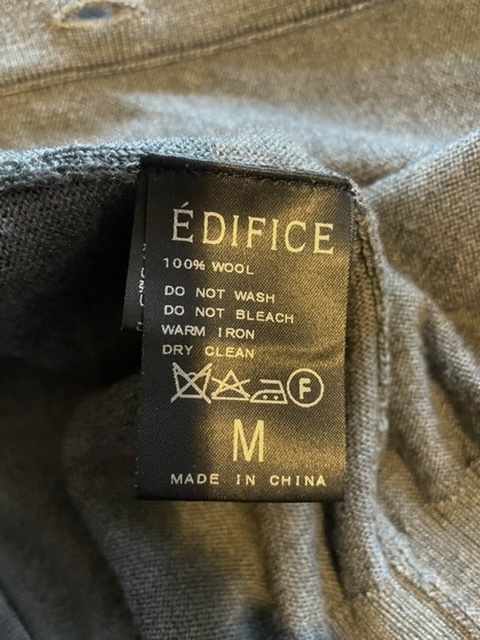 ÉDIFICE
100% WOOL
DO NOT WASH
DO NOT BLEACH
WARM IRON
DRY CLEAN
F
M
MADE IN CHINA